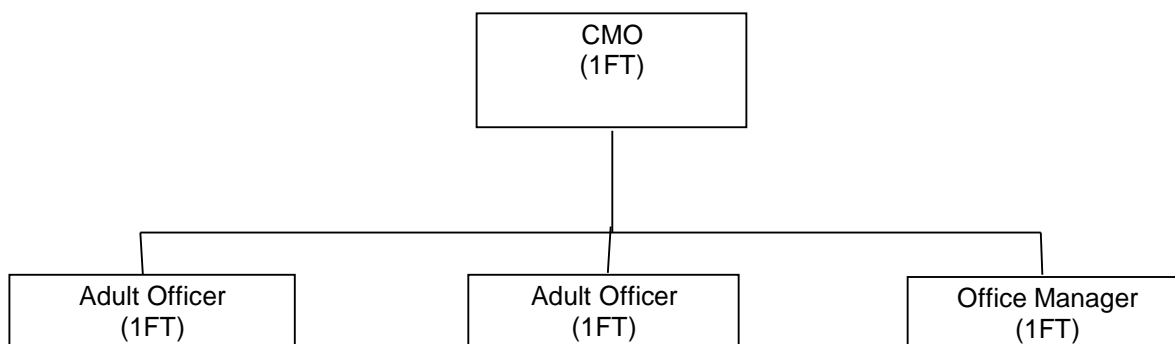 CMO
(1FT)
Adult Officer
(1FT)
Adult Officer
(1FT)
Office Manager
(1FT)